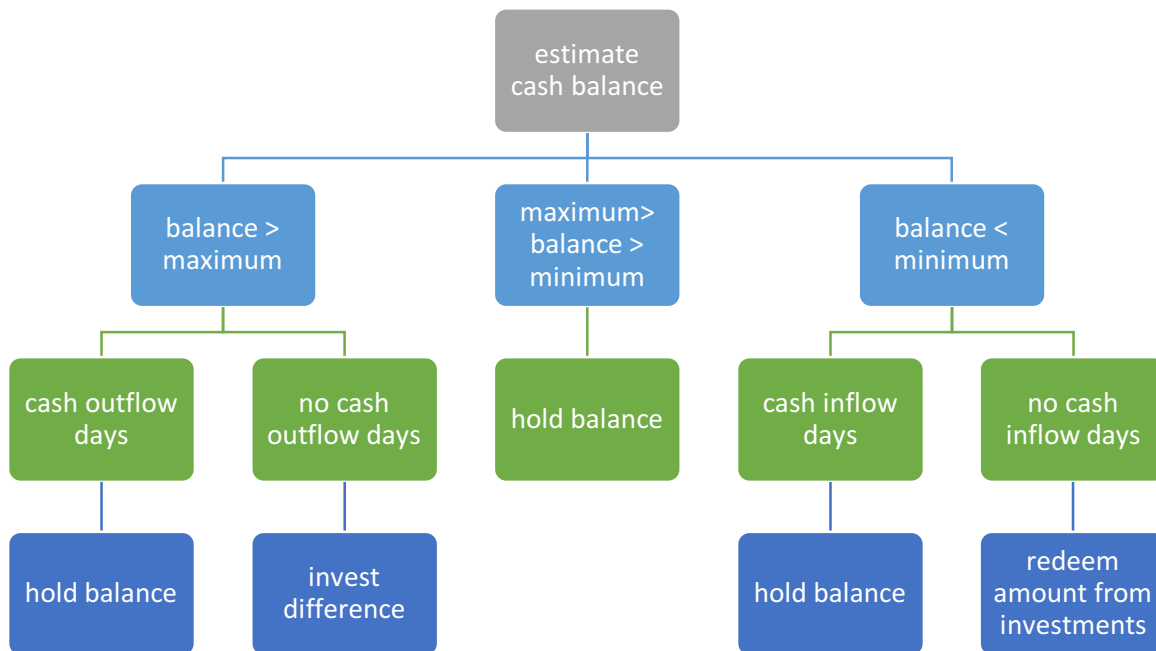 estimate
cash balance
balance >
maximum
maximum>
balance >
minimum
balance <
minimum
cash outflow
days
no cash
outflow days
hold balance
cash inflow
days
no cash
inflow days
hold balance
invest
difference
hold balance
redeem
amount from
investments